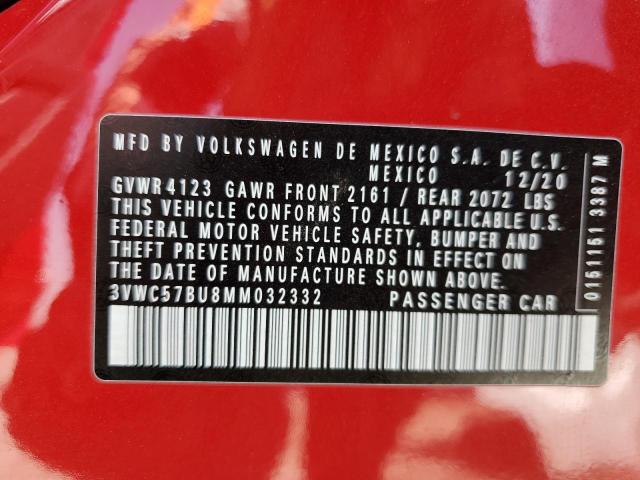 MFD BY VOLKSWAGEN DE MEXICO S.A. DE C.V.
MEXICO 12/20
GVWR 4123 GAWR FRONT 2161 / REAR 2072 LBS
THIS VEHICLE CONFORMS TO ALL APPLICABLE U.S.
FEDERAL MOTOR VEHICLE SAFETY, BUMPER AND
THEFT PREVENTION STANDARDS IN EFFECT ON
THE DATE OF MANUFACTURE SHOWN ABOVE.
3VWC57BU8MM032332 PASSENGER CAR
0151151 3387 M